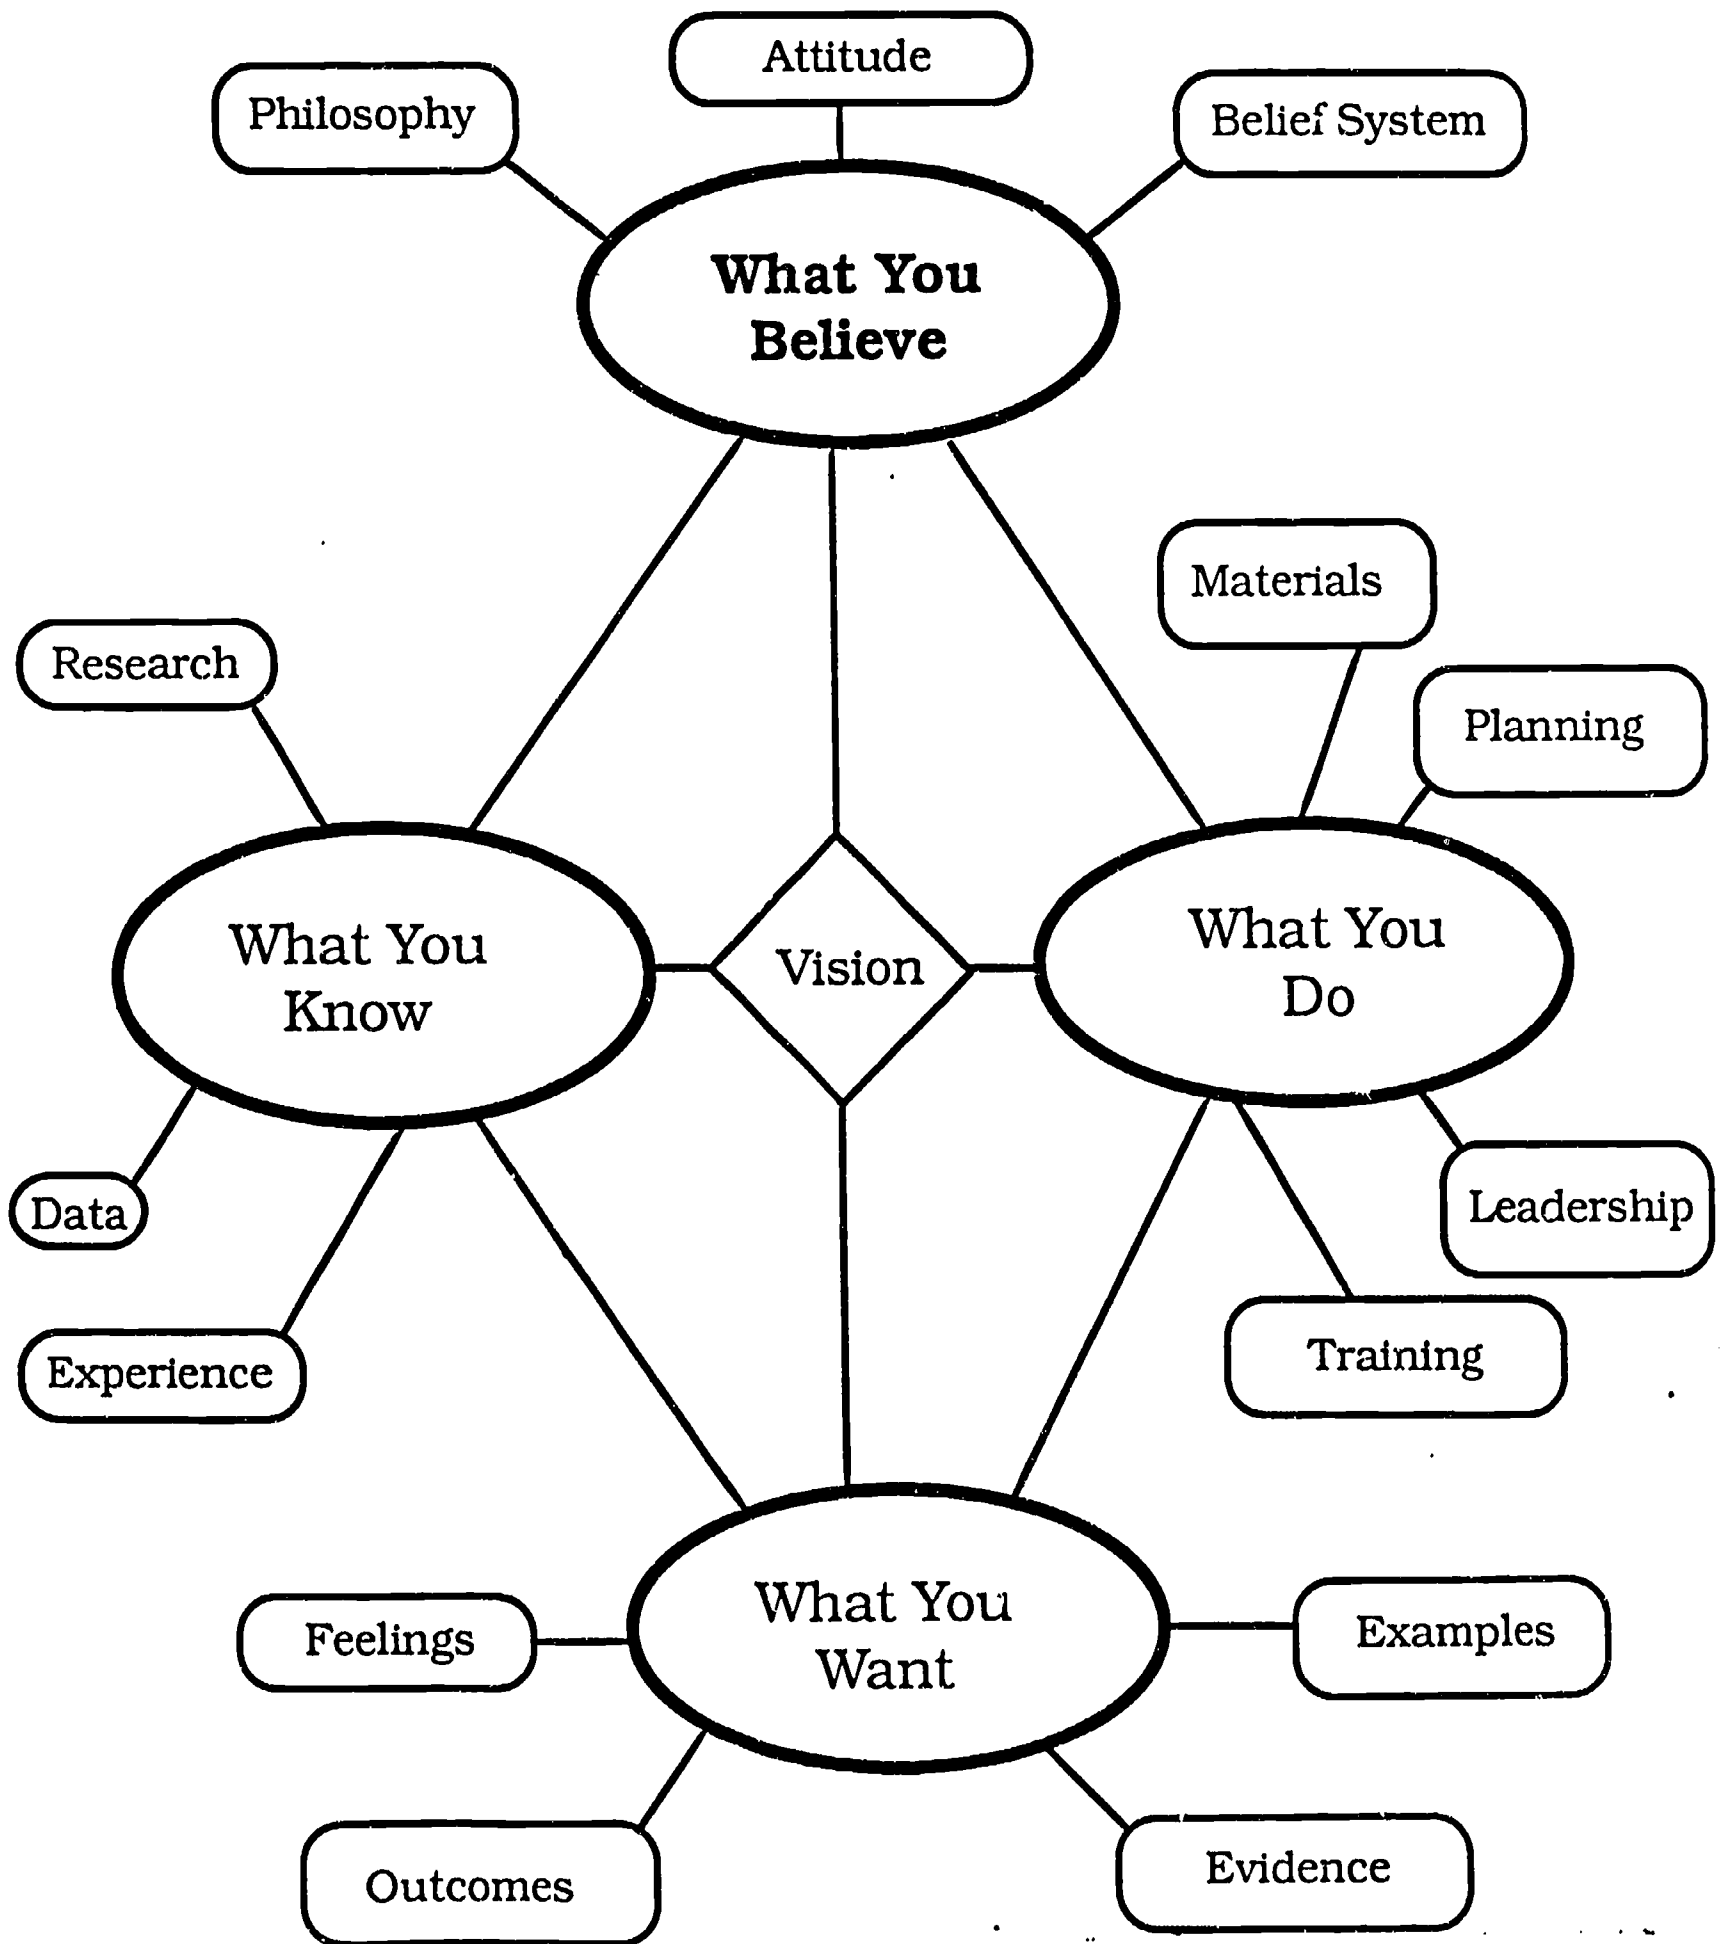 Attitude
Philosophy
Belief System
What You
Believe
Materials
Research
Planning
What You
Know
Vision
What You
Do
Data
Leadership
Experience
Training
What You
Want
Feelings
Examples
Outcomes
Evidence